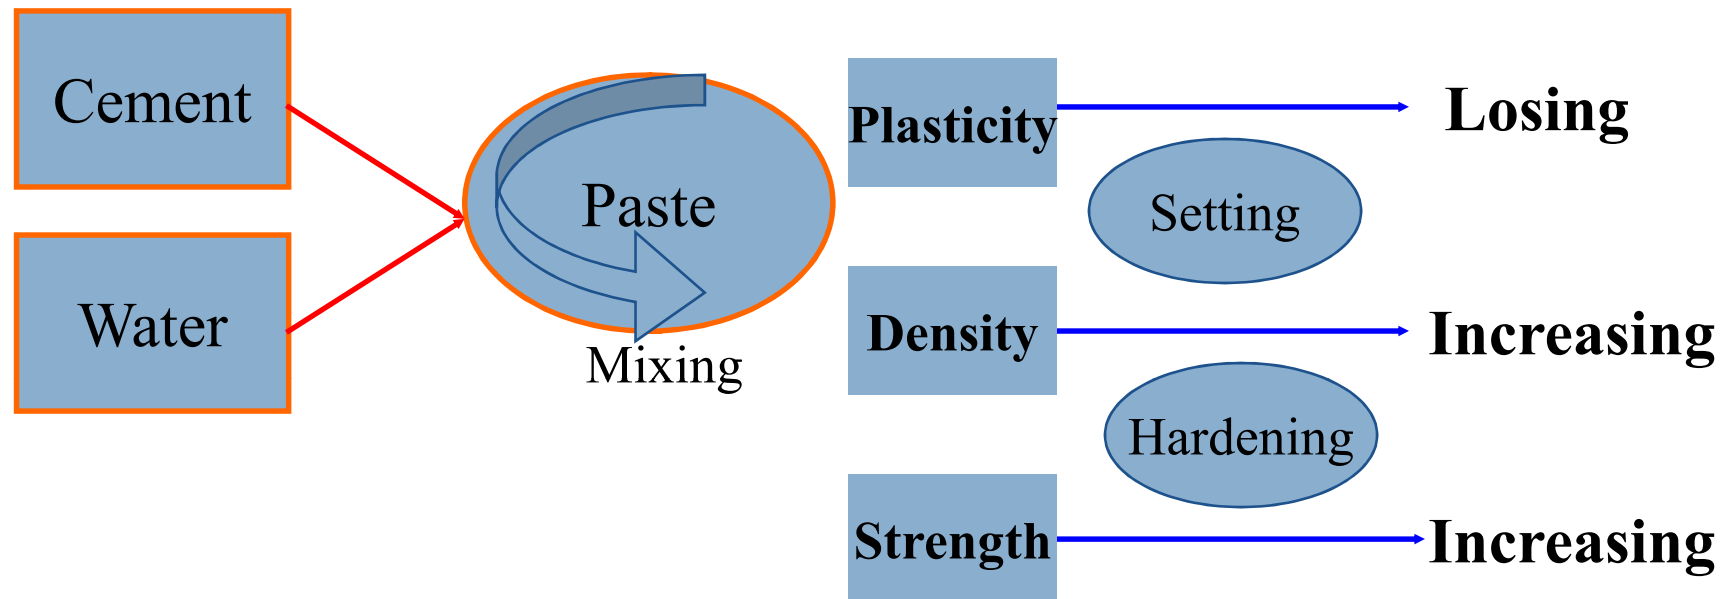 Cement
Water
Paste
Mixing
Plasticity
Losing
Setting
Density
Increasing
Hardening
Strength
Increasing